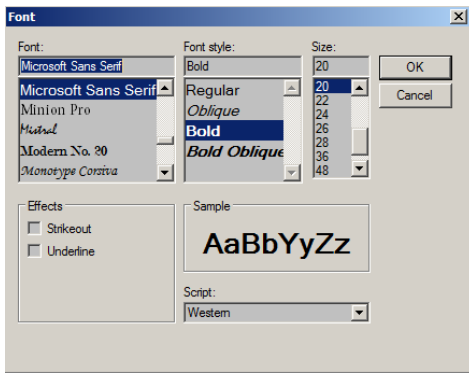 Font
Font:
Font style:
Size:
Microsoft Sans Serif
Bold
20
OK
Cancel
Microsoft Sans Serif
Minion Pro
Mistral
Modern No. 20
Monotype Corsiva
Regular
Oblique
Bold
Bold Oblique
20
22
24
26
28
36
48
Effects
Strikeout
Underline
Sample
AaBbYyZz
Script:
Western